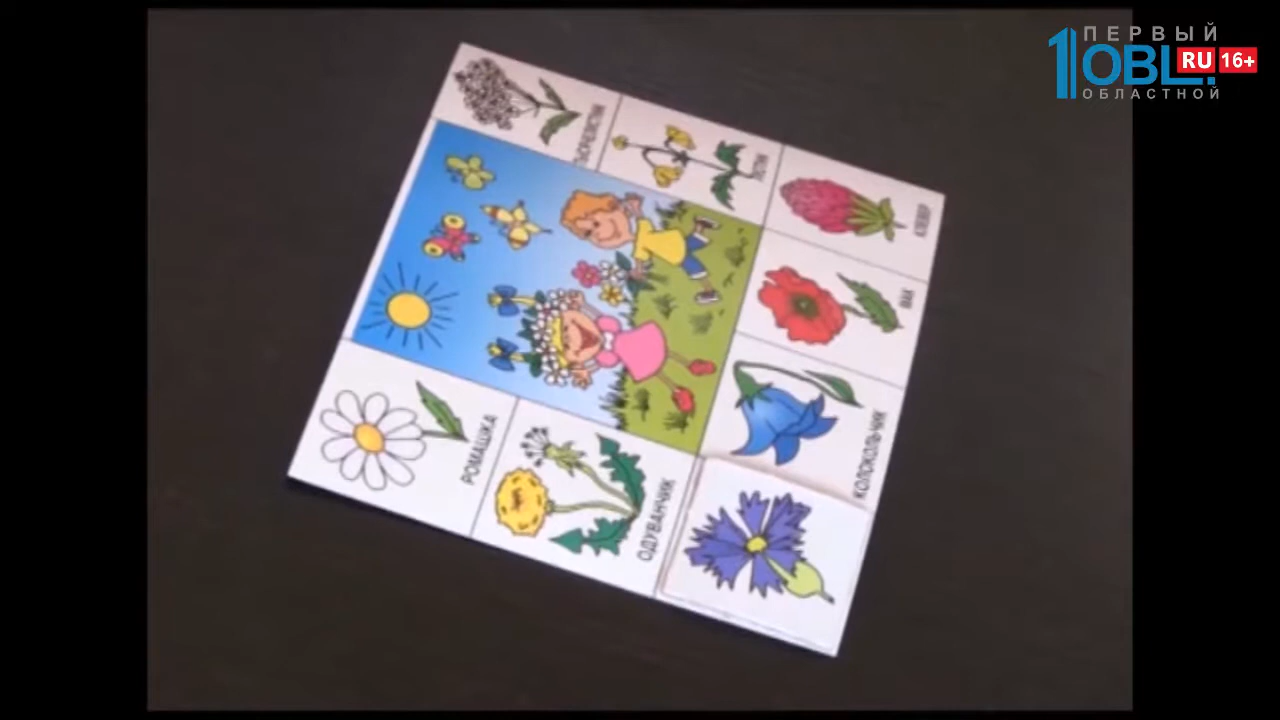 ПЕРВЫЙ
1OBL.
RU 16+
ОБЛАСТНОЙ
КЛЕВЕР
МАК
КОЛОКОЛЬЧИК
РОМАШКА
ОДУВАНЧИК